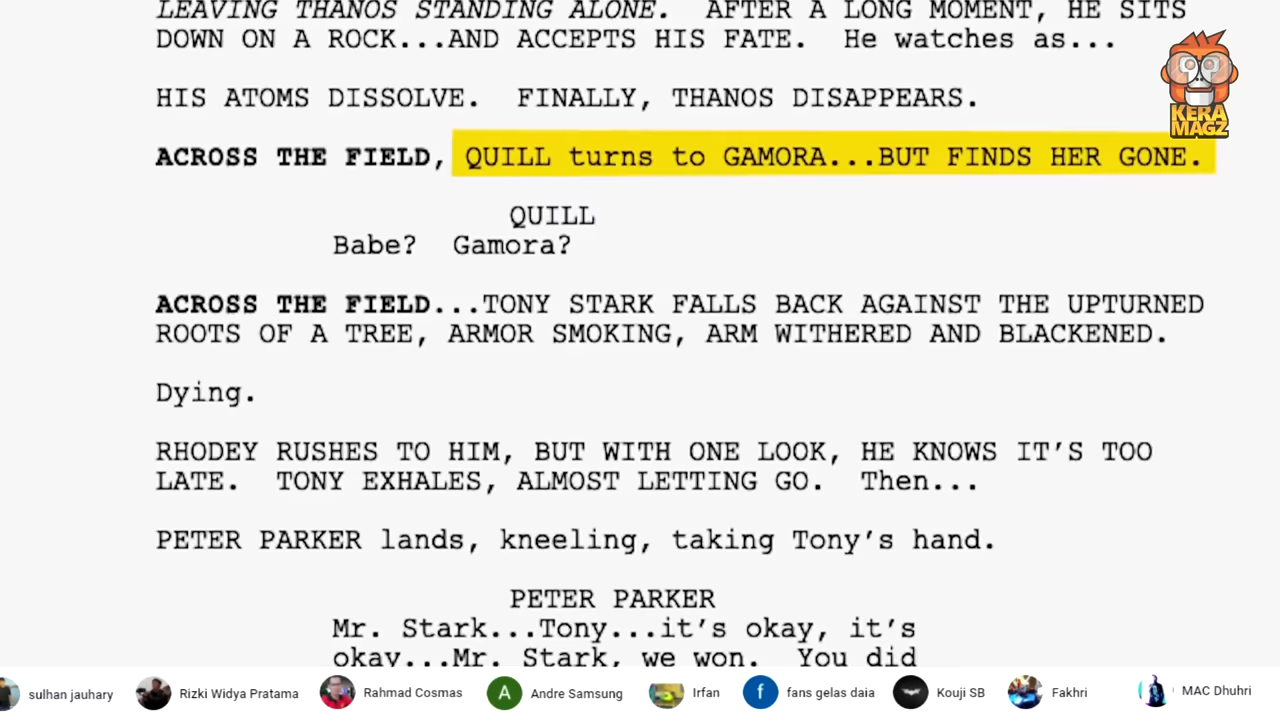 LEAVING THANOS STANDING ALONE. AFTER A LONG MOMENT, HE SITS
DOWN ON A ROCK...AND ACCEPTS HIS FATE. He watches as...
HIS ATOMS DISSOLVE. FINALLY, THANOS DISAPPEARS.
ACROSS THE FIELD, QUILL turns to GAMORA...BUT FINDS HER GONE.
QUILL
Babe? Gamora?
ACROSS THE FIELD...TONY STARK FALLS BACK AGAINST THE UPTURNED
ROOTS OF A TREE, ARMOR SMOKING, ARM WITHERED AND BLACKENED.
Dying.
RHODEY RUSHES TO HIM, BUT WITH ONE LOOK, HE KNOWS IT'S TOO
LATE. TONY EXHALES, ALMOST LETTING GO. Then...
PETER PARKER lands, kneeling, taking Tony's hand.
PETER PARKER
Mr. Stark...Tony...it's okay, it's
okay...Mr. Stark, we won. You did
KERA
MAGZ
sulhan jauhary Rizki Widya Pratama Rahmad Cosmas A Andre Samsung Irfan f fans gelas daia Kouji SB Fakhri MAC Dhuhri